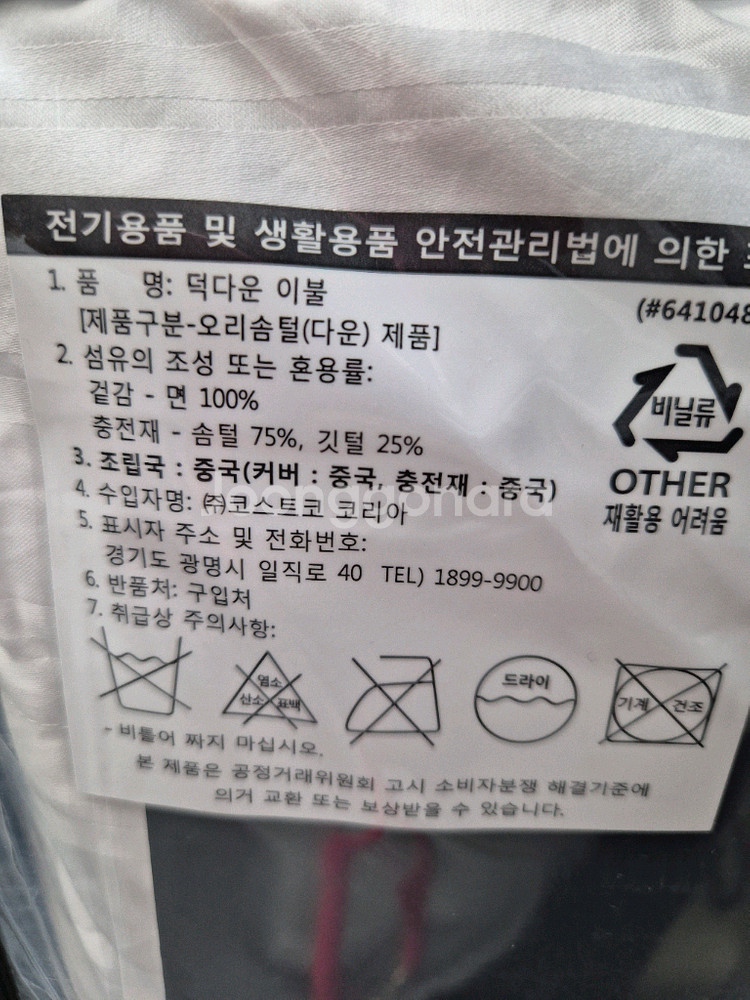 전기용품 및 생활용품 안전관리법에 의한
1. 품 명: 덕다운 이불
(#641048
[제품구분-오리솜털(다운) 제품]
2. 섬유의 조성 또는 혼용률:
겉감 - 면 100%
충전재 - 솜털 75%, 깃털 25%
비닐류
OTHER
재활용 어려움
3. 조립국 : 중국(커버 : 중국, 충전재 : 중국)
4. 수입자명: ㈜코스트코 코리아
joonggonara
5. 표시자 주소 및 전화번호:
경기도 광명시 일직로 40 TEL) 1899-9900
6. 반품처: 구입처
7. 취급상 주의사항:
염소
산소 표백
드라이
기계 건조
- 비틀어 짜지 마십시오.
본 제품은 공정거래위원회 고시 소비자분쟁 해결기준에
의거 교환 또는 보상받을 수 있습니다.